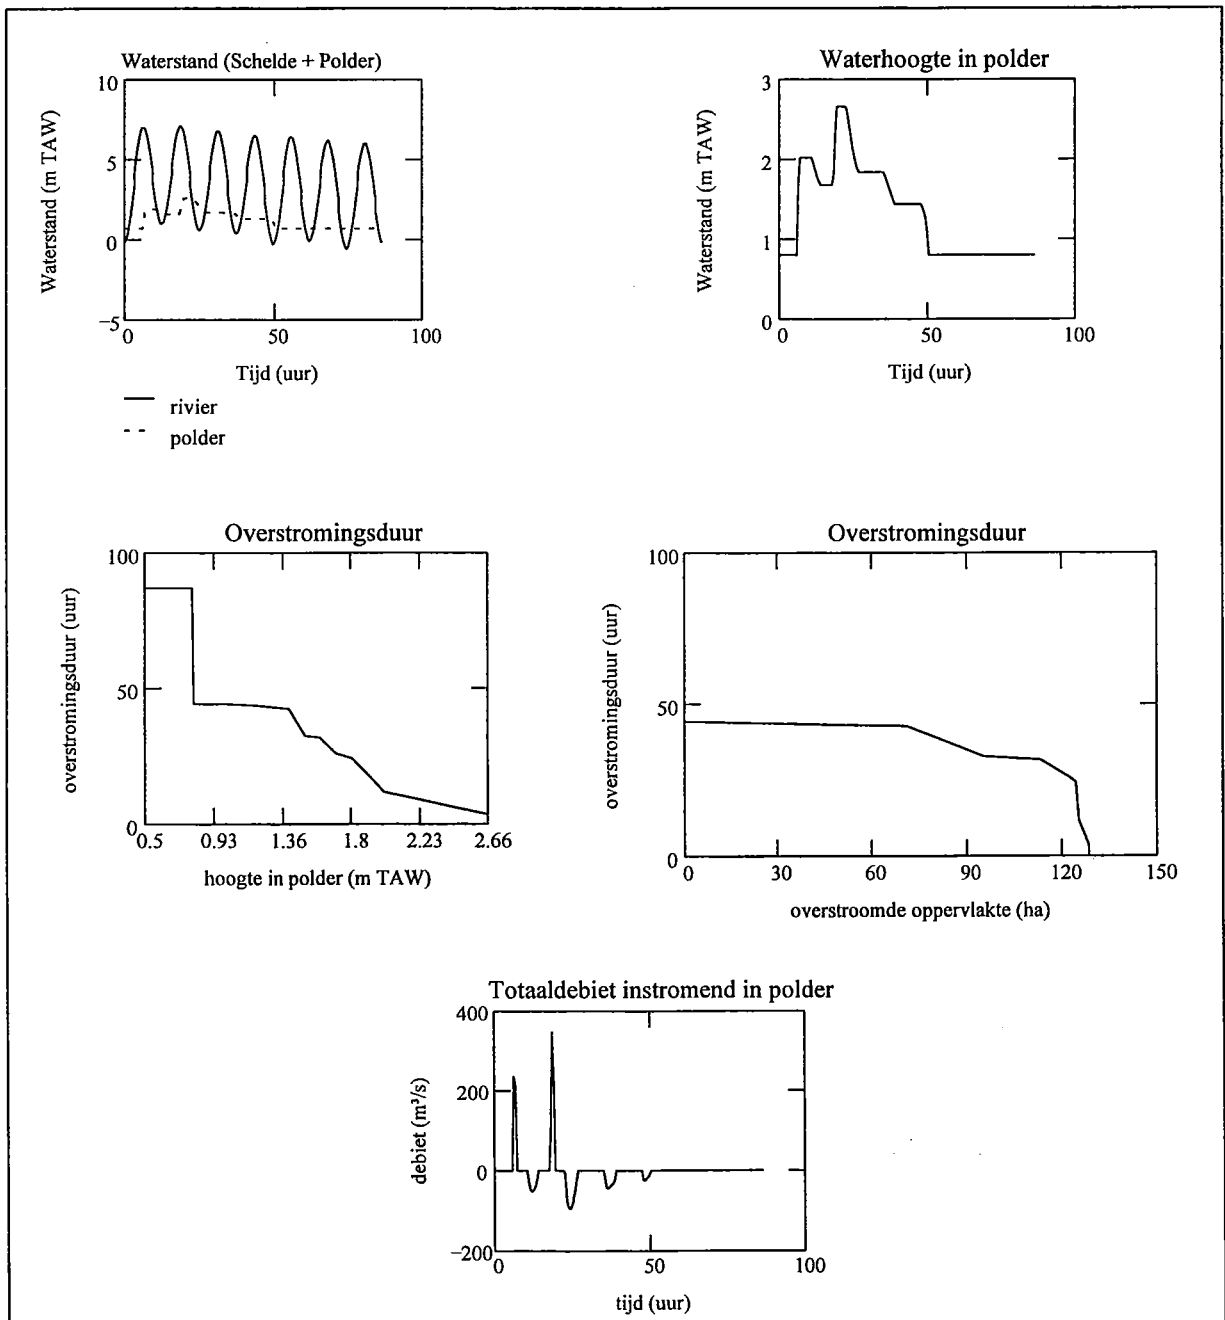 Waterstand (Schelde + Polder)
Waterstand (m TAW)
10
5
0
−5
0
50
100
Tijd (uur)
rivier
polder
Waterhoogte in polder
Waterstand (m TAW)
3
2
1
0
0
50
100
Tijd (uur)
Overstromingsduur
overstromingsduur (uur)
100
50
0
0.5
0.93
1.36
1.8
2.23
2.66
hoogte in polder (m TAW)
Overstromingsduur
overstromingsduur (uur)
100
50
0
0
30
60
90
120
150
overstroomde oppervlakte (ha)
Totaaldebiet instromend in polder
debiet (m³/s)
400
200
0
−200
0
50
100
tijd (uur)